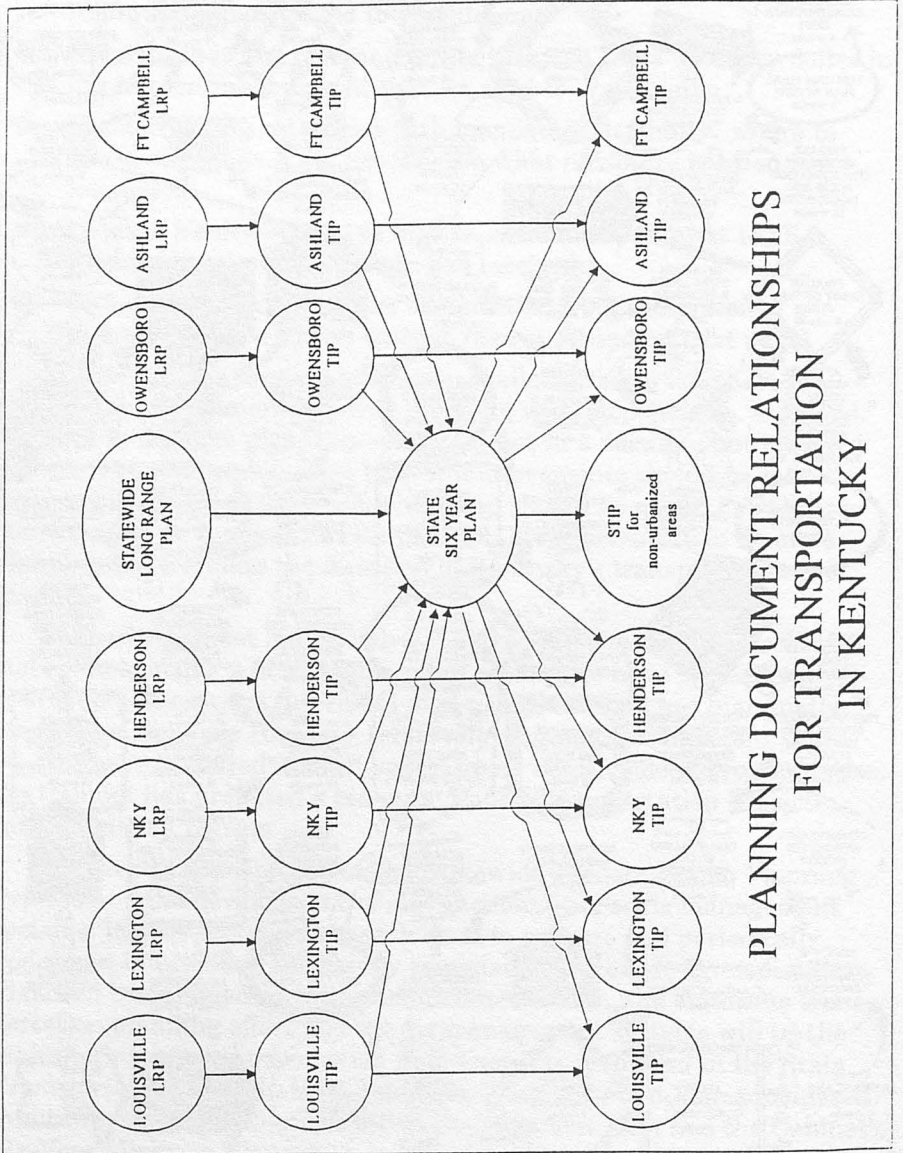 LOUISVILLE
LRP
LEXINGTON
LRP
NKY
LRP
HENDERSON
LRP
STATEWIDE
LONG RANGE
PLAN
OWENSBORO
LRP
ASHLAND
LRP
FT CAMPBELL
LRP
LOUISVILLE
TIP
LEXINGTON
TIP
NKY
TIP
HENDERSON
TIP
OWENSBORO
TIP
ASHLAND
TIP
FT CAMPBELL
TIP
STATE
SIX YEAR
PLAN
LOUISVILLE
TIP
LEXINGTON
TIP
NKY
TIP
HENDERSON
TIP
STIP
for
non-urbanized
areas
OWENSBORO
TIP
ASHLAND
TIP
FT CAMPBELL
TIP
PLANNING DOCUMENT RELATIONSHIPS
FOR TRANSPORTATION
IN KENTUCKY